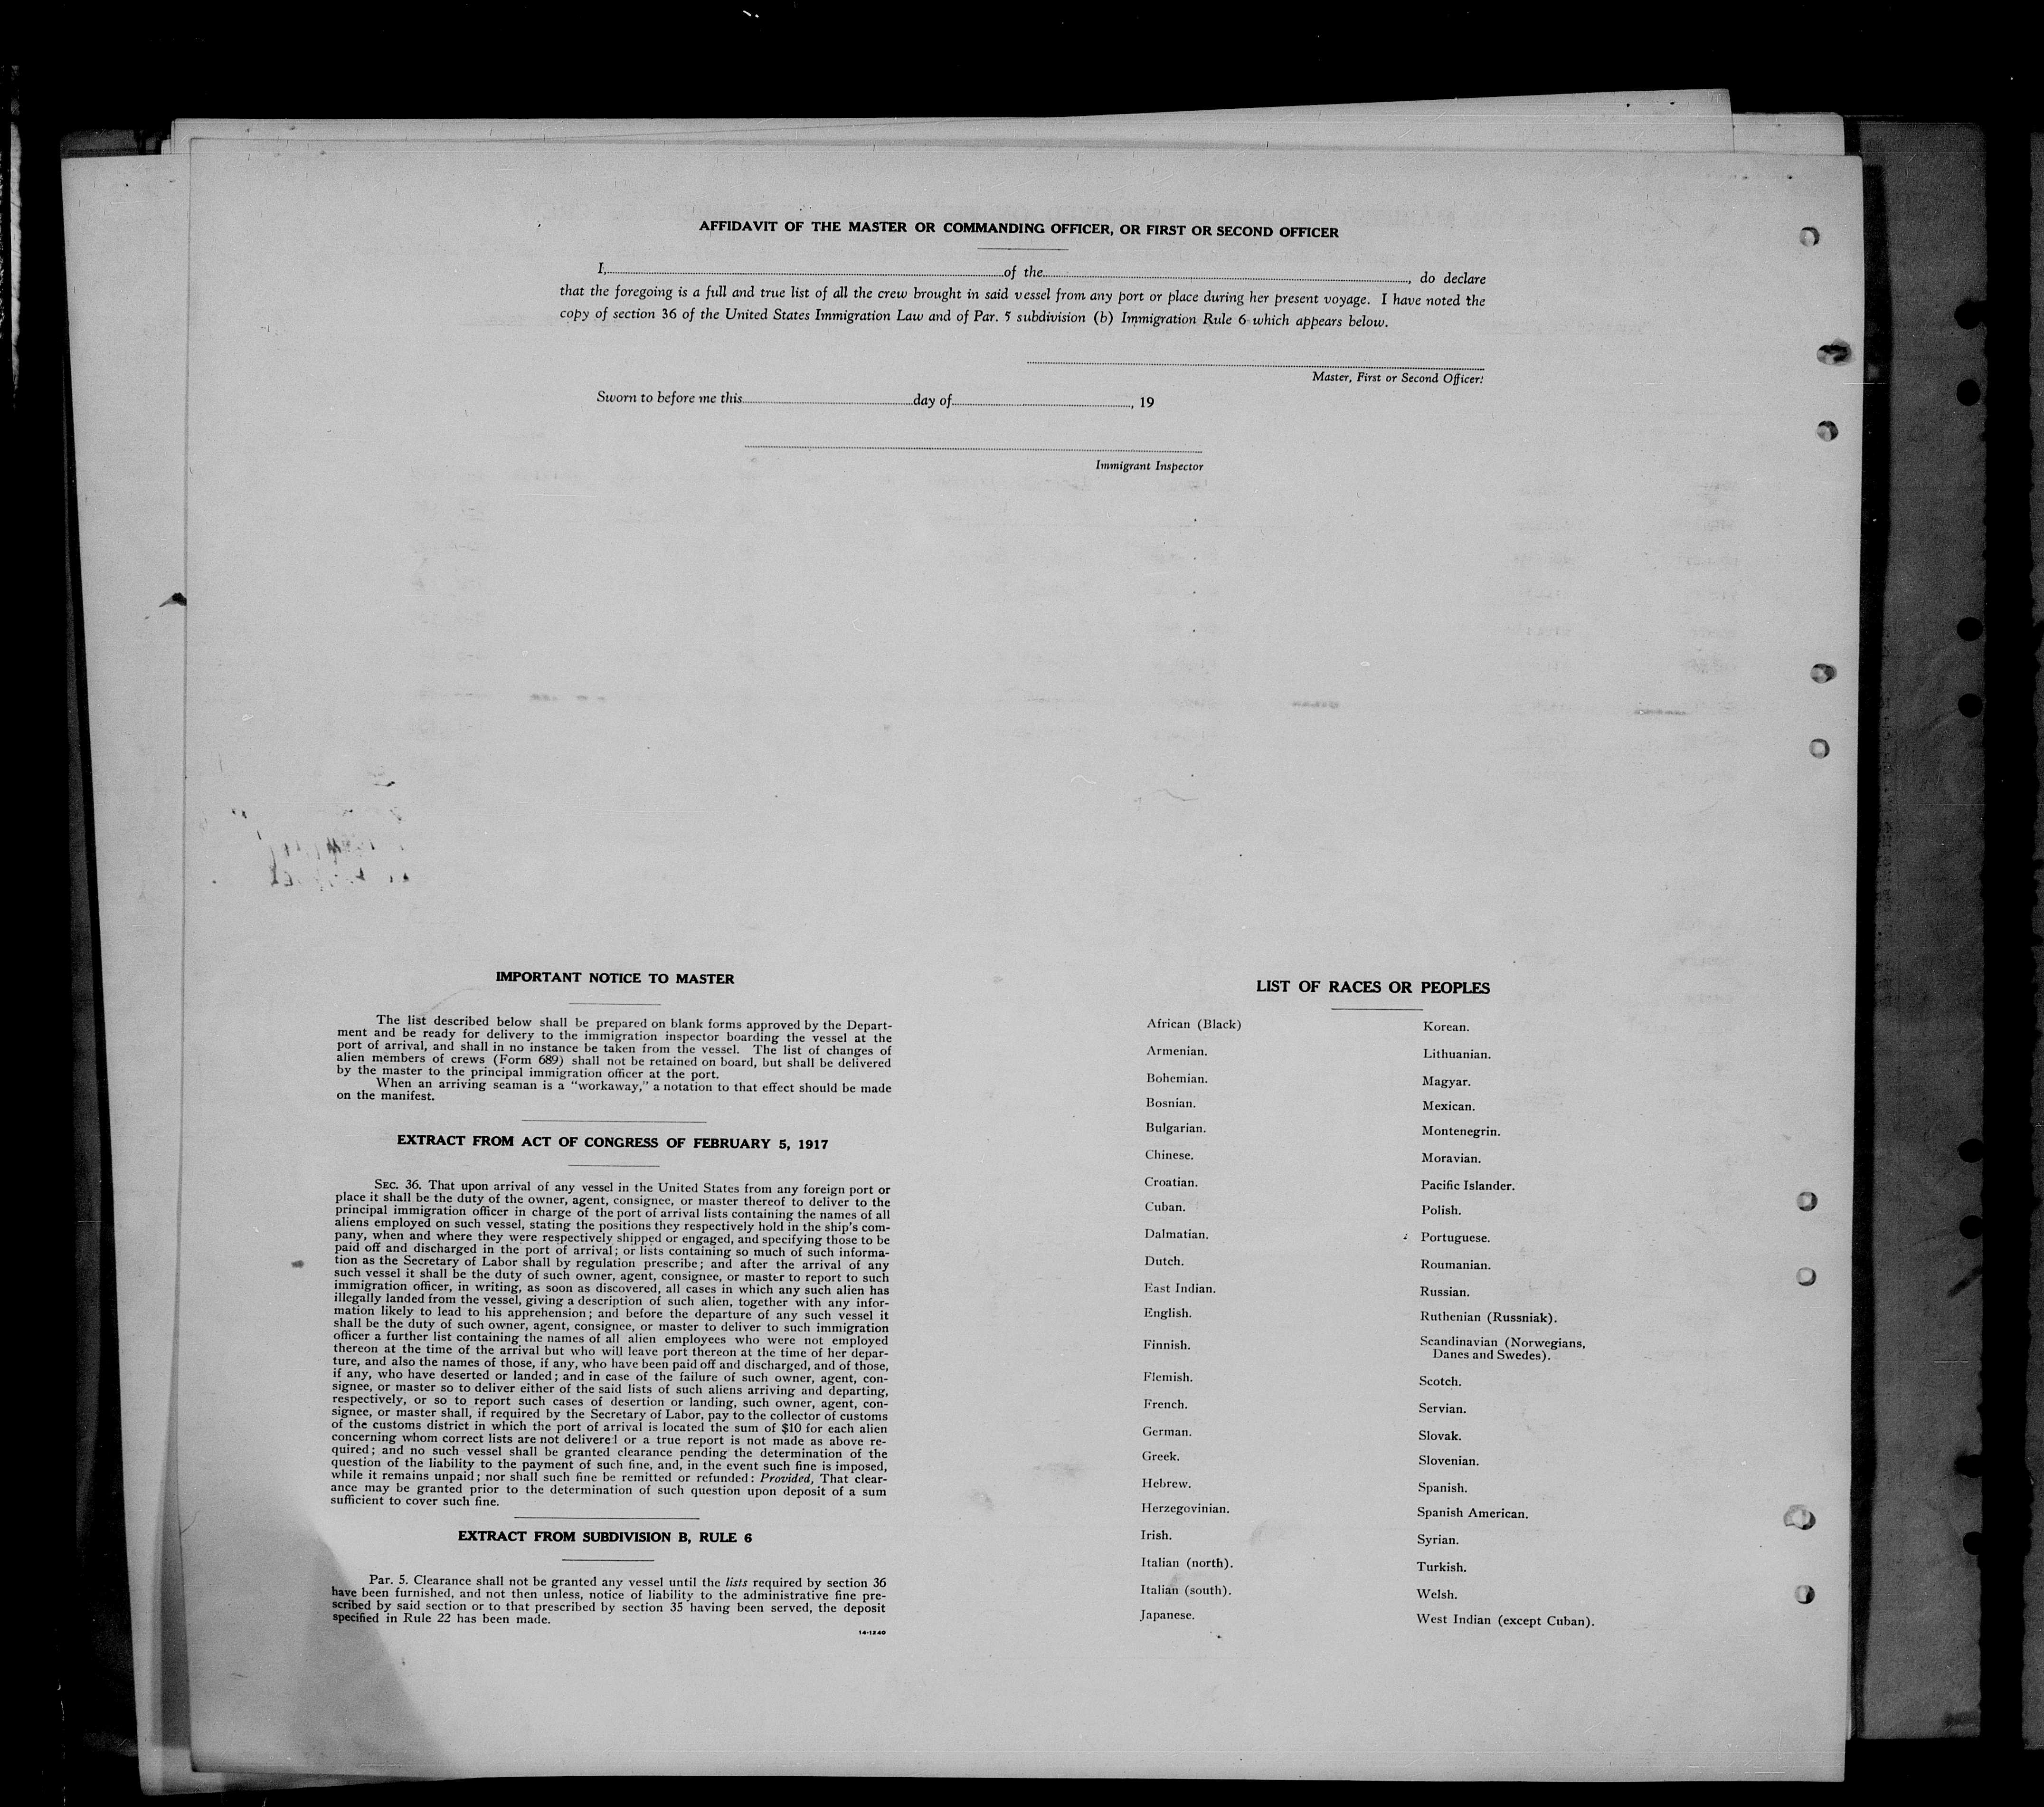 AFFIDAVIT OF THE MASTER OR COMMANDING OFFICER, OR FIRST OR SECOND OFFICER
I, of the , do declare
that the foregoing is a full and true list of all the crew brought in said vessel from any port or place during her present voyage. I have noted the
copy of section 36 of the United States Immigration Law and of Par. 5 subdivision (b) Immigration Rule 6 which appears below.
Master, First or Second Officer.
Sworn to before me this day of , 19
Immigrant Inspector
IMPORTANT NOTICE TO MASTER
The list described below shall be prepared on blank forms approved by the Depart-
ment and be ready for delivery to the immigration inspector boarding the vessel at the
port of arrival, and shall in no instance be taken from the vessel. The list of changes of
alien members of crews (Form 689) shall not be retained on board, but shall be delivered
by the master to the principal immigration officer at the port.
When an arriving seaman is a "workaway," a notation to that effect should be made
on the manifest.
EXTRACT FROM ACT OF CONGRESS OF FEBRUARY 5, 1917
SEC. 36. That upon arrival of any vessel in the United States from any foreign port or
place it shall be the duty of the owner, agent, consignee, or master thereof to deliver to the
principal immigration officer in charge of the port of arrival lists containing the names of all
aliens employed on such vessel, stating the positions they respectively hold in the ship's com-
pany, when and where they were respectively shipped or engaged, and specifying those to be
paid off and discharged in the port of arrival; or lists containing so much of such informa-
tion as the Secretary of Labor shall by regulation prescribe; and after the arrival of any
such vessel it shall be the duty of such owner, agent, consignee, or master to report to such
immigration officer, in writing, as soon as discovered, all cases in which any such alien has
illegally landed from the vessel, giving a description of such alien, together with any infor-
mation likely to lead to his apprehension; and before the departure of any such vessel it
shall be the duty of such owner, agent, consignee, or master to deliver to such immigration
officer a further list containing the names of all alien employees who were not employed
thereon at the time of the arrival but who will leave port thereon at the time of her depar-
ture, and also the names of those, if any, who have been paid off and discharged, and of those,
if any, who have deserted or landed; and in case of the failure of such owner, agent, con-
signee, or master so to deliver either of the said lists of such aliens arriving and departing,
respectively, or so to report such cases of desertion or landing, such owner, agent, con-
signee, or master shall, if required by the Secretary of Labor, pay to the collector of customs
of the customs district in which the port of arrival is located the sum of $10 for each alien
concerning whom correct lists are not delivered or a true report is not made as above re-
quired; and no such vessel shall be granted clearance pending the determination of the
question of the liability to the payment of such fine, and, in the event such fine is imposed,
while it remains unpaid; nor shall such fine be remitted or refunded: Provided, That clear-
ance may be granted prior to the determination of such question upon deposit of a sum
sufficient to cover such fine.
EXTRACT FROM SUBDIVISION B, RULE 6
Par. 5. Clearance shall not be granted any vessel until the lists required by section 36
have been furnished, and not then unless, notice of liability to the administrative fine pre-
scribed by said section or to that prescribed by section 35 having been served, the deposit
specified in Rule 22 has been made.
14-1240
LIST OF RACES OR PEOPLES
African (Black)
Armenian.
Bohemian.
Bosnian.
Bulgarian.
Chinese.
Croatian.
Cuban.
Dalmatian.
Dutch.
East Indian.
English.
Finnish.
Flemish.
French.
German.
Greek.
Hebrew.
Herzegovinian.
Irish.
Italian (north).
Italian (south).
Japanese.
Korean.
Lithuanian.
Magyar.
Mexican.
Montenegrin.
Moravian.
Pacific Islander.
Polish.
Portuguese.
Roumanian.
Russian.
Ruthenian (Russniak).
Scandinavian (Norwegians,
Danes and Swedes).
Scotch.
Servian.
Slovak.
Slovenian.
Spanish.
Spanish American.
Syrian.
Turkish.
Welsh.
West Indian (except Cuban).